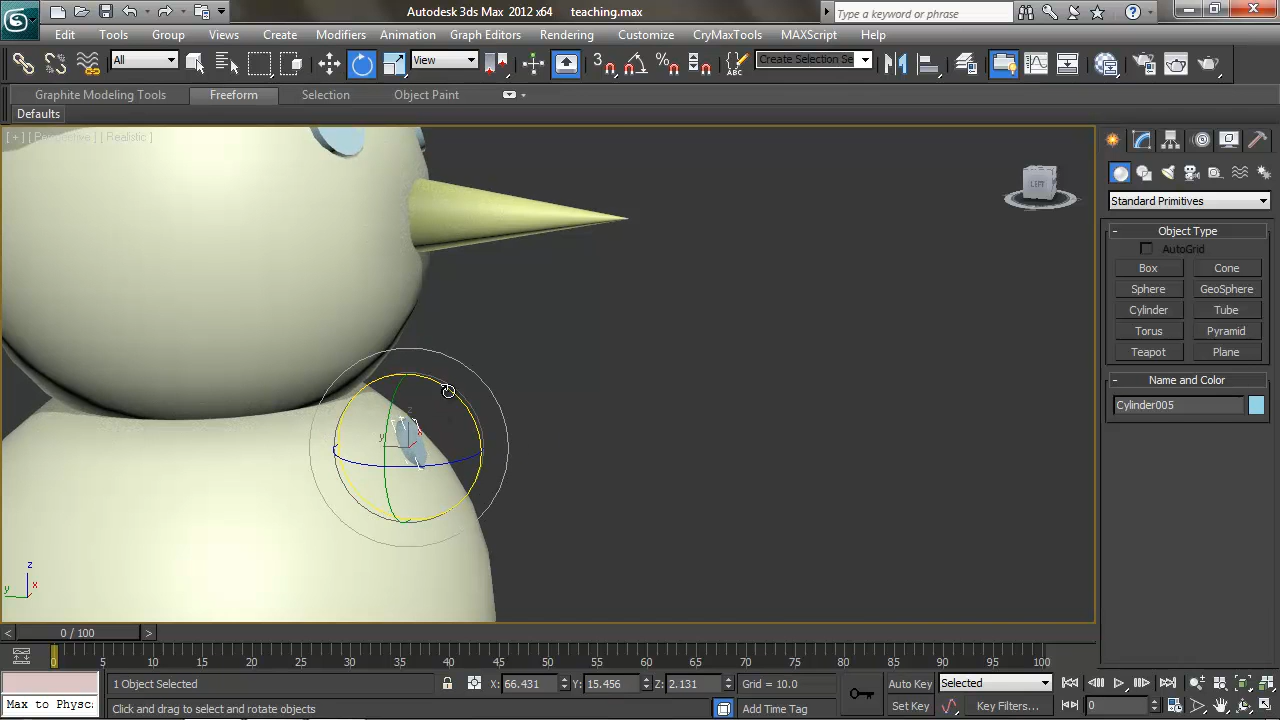 Autodesk 3ds Max 2012 x64 teaching.max
Type a keyword or phrase
Edit Tools Group Views Create Modifiers Animation Graph Editors Rendering Customize CryMaxTools MAXScript Help
All View 3 Create Selection Se
Graphite Modeling Tools Freeform Selection Object Paint
Defaults
[ + ] [ Perspective ] [ Realistic ]
LEFT
Standard Primitives
- Object Type
AutoGrid
Box Cone
Sphere GeoSphere
Cylinder Tube
Torus Pyramid
Teapot Plane
- Name and Color
Cylinder005
z
y
x
z
y x
< 0 / 100 >
0 5 10 15 20 25 30 35 40 45 50 55 60 65 70 75 80 85 90 95 100
1 Object Selected X: 66.431 Y: 15.456 Z: 2.131 Grid = 10.0 Auto Key Selected
Max to Physc: Click and drag to select and rotate objects Add Time Tag Set Key Key Filters... 0